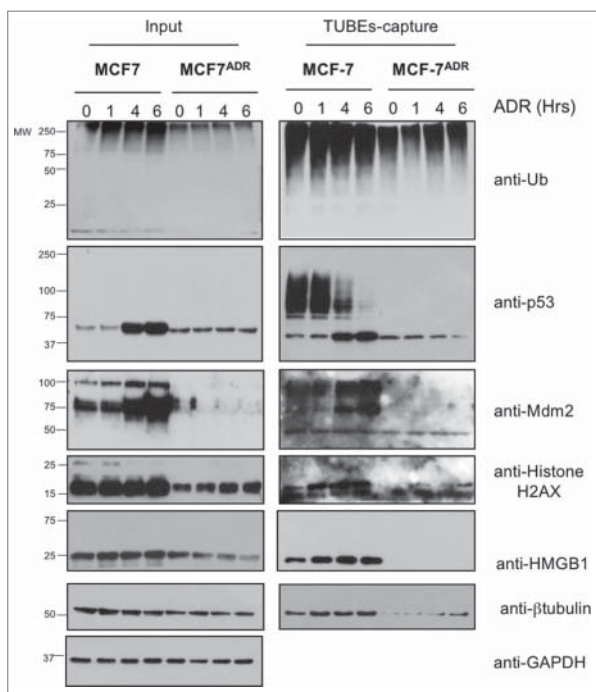 Input TUBEs-capture
MCF7 MCF7ADR MCF-7 MCF-7ADR
0 1 4 6 0 1 4 6 0 1 4 6 0 1 4 6 ADR (Hrs)
MW 250
75
50
25
anti-Ub
250
100
75
37
anti-p53
100
75
50
anti-Mdm2
25
15
anti-Histone
H2AX
75
25
anti-HMGB1
50
anti-βtubulin
37
anti-GAPDH